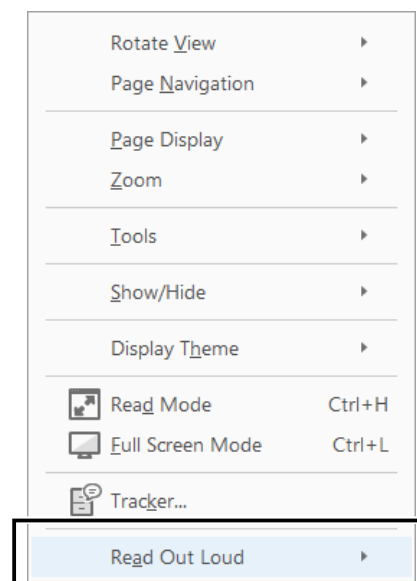 Rotate View
Page Navigation
Page Display
Zoom
Tools
Show/Hide
Display Theme
Read Mode Ctrl+H
Full Screen Mode Ctrl+L
Tracker...
Read Out Loud